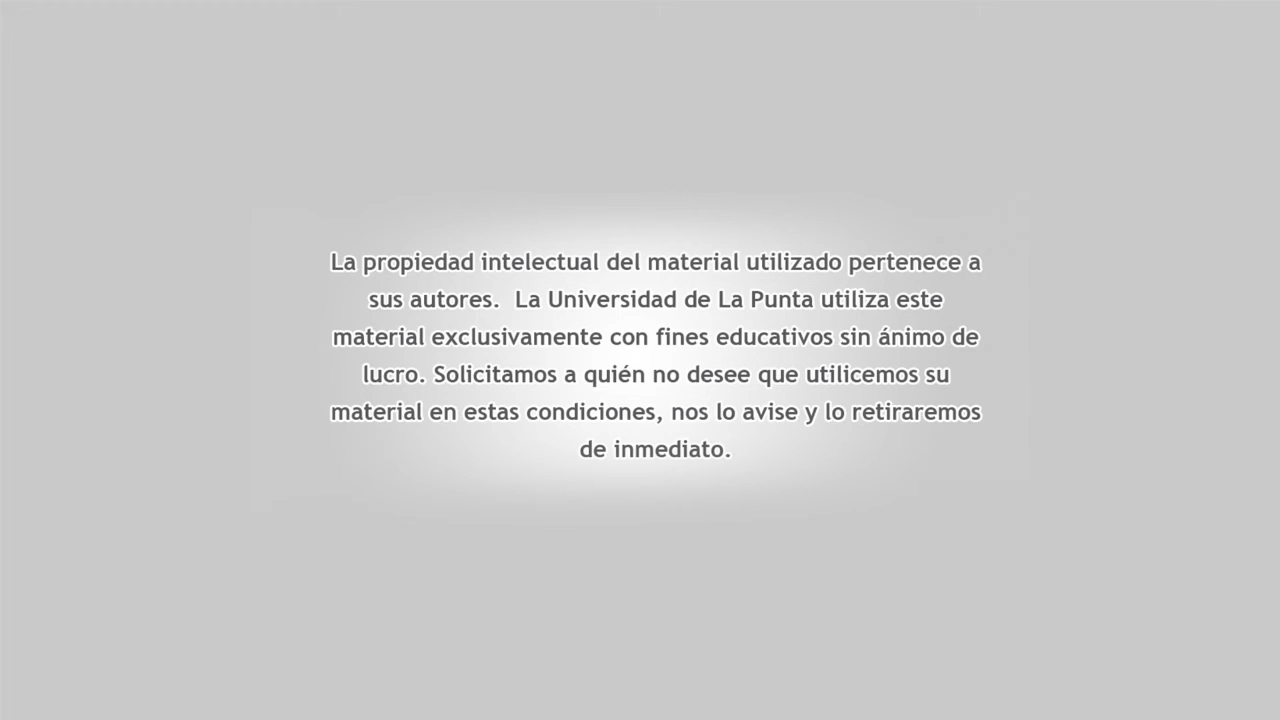 La propiedad intelectual del material utilizado pertenece a
sus autores.  La Universidad de La Punta utiliza este
material exclusivamente con fines educativos sin ánimo de
lucro. Solicitamos a quién no desee que utilicemos su
material en estas condiciones, nos lo avise y lo retiraremos
de inmediato.